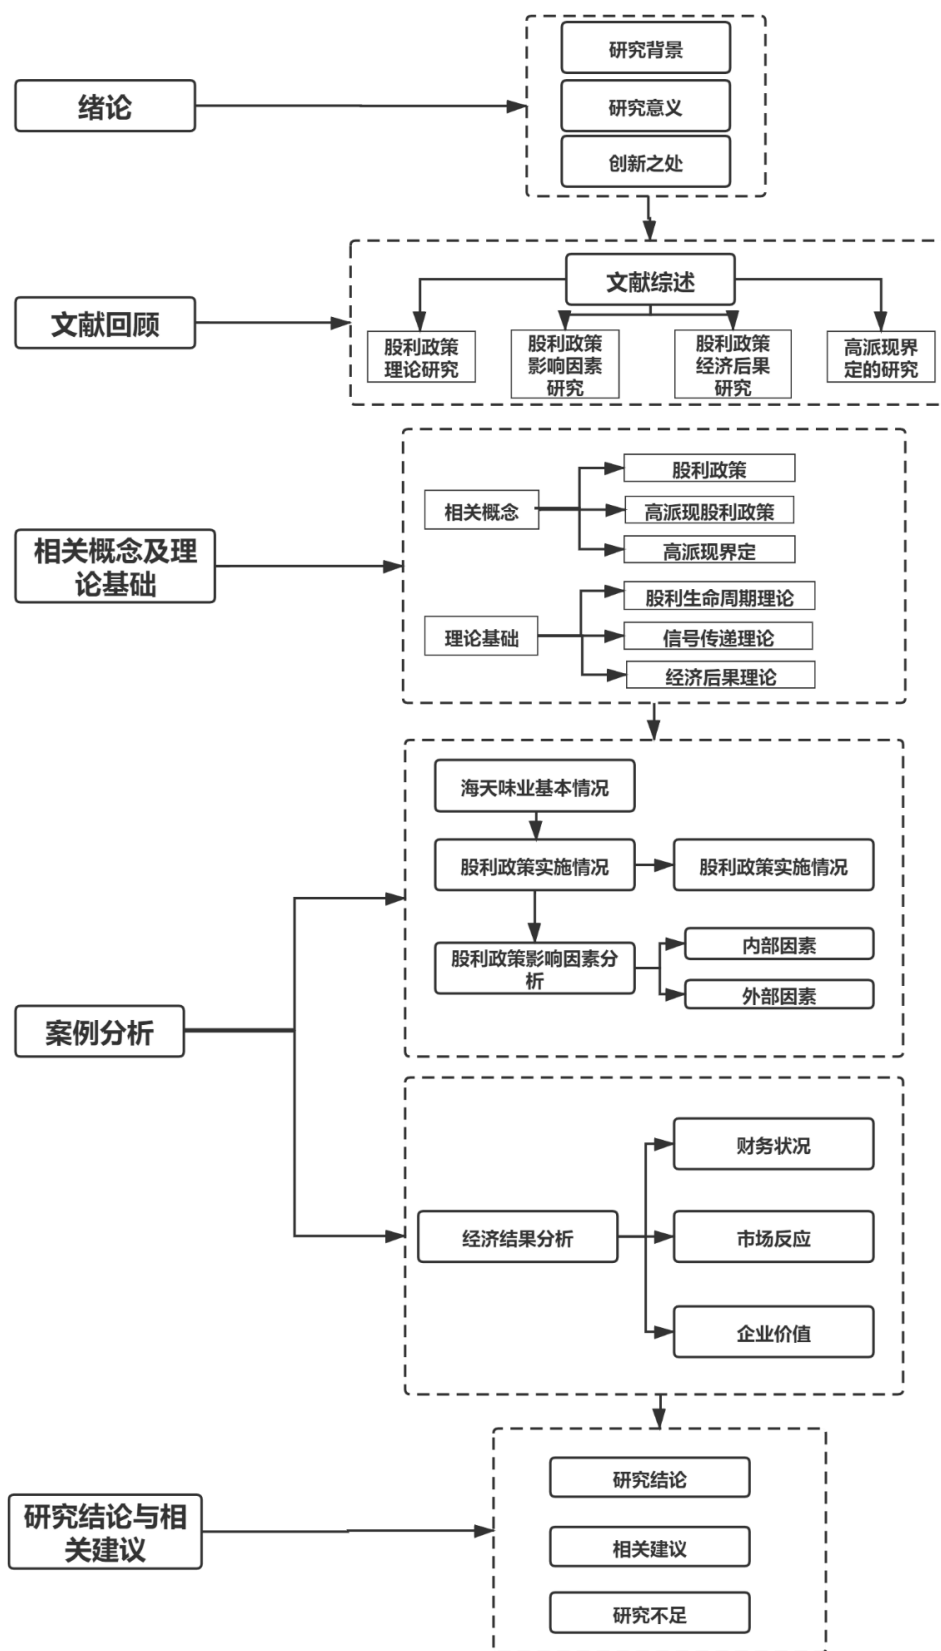 绪论
研究背景
研究意义
创新之处
文献回顾
文献综述
股利政策
理论研究
股利政策
影响因素
研究
股利政策
经济后果
研究
高派现界
定的研究
相关概念及理
论基础
相关概念
股利政策
高派现股利政策
高派现界定
理论基础
股利生命周期理论
信号传递理论
经济后果理论
案例分析
海天味业基本情况
股利政策实施情况
股利政策实施情况
股利政策影响因素分
析
内部因素
外部因素
经济结果分析
财务状况
市场反应
企业价值
研究结论与相
关建议
研究结论
相关建议
研究不足